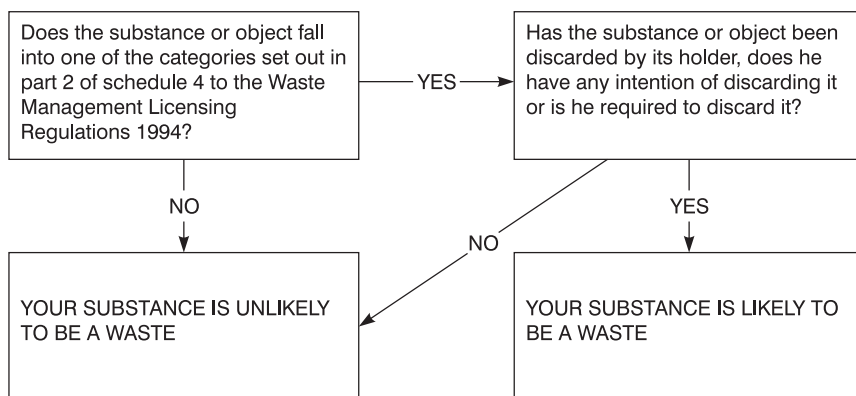 Does the substance or object fall
into one of the categories set out in
part 2 of schedule 4 to the Waste
Management Licensing
Regulations 1994?
YES
Has the substance or object been
discarded by its holder, does he
have any intention of discarding it
or is he required to discard it?
NO
NO
YES
YOUR SUBSTANCE IS UNLIKELY
TO BE A WASTE
YOUR SUBSTANCE IS LIKELY TO
BE A WASTE